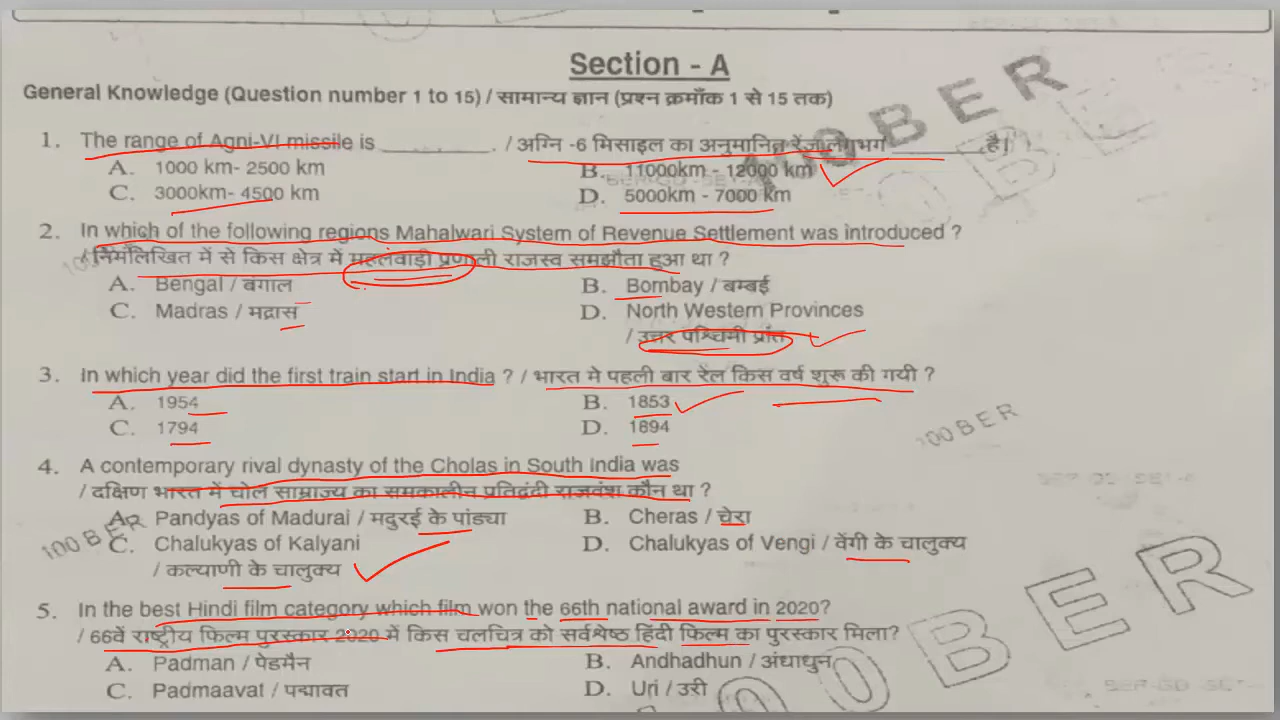 Section - A
General Knowledge (Question number 1 to 15) / सामान्य ज्ञान (प्रश्न क्रमाँक 1 से 15 तक)
1. The range of Agni-VI missile is __________. / अग्नि -6 मिसाइल का अनुमानित रेंज लगभग __________ है।
A. 1000 km- 2500 km B. 11000km - 12000 km
C. 3000km- 4500 km D. 5000km - 7000 km
2. In which of the following regions Mahalwari System of Revenue Settlement was introduced ?
/ निम्नलिखित में से किस क्षेत्र में महलवाड़ी प्रणाली राजस्व समझौता हुआ था ?
A. Bengal / बंगाल B. Bombay / बम्बई
C. Madras / मद्रास D. North Western Provinces
/ उत्तर पश्चिमी प्रांत
3. In which year did the first train start in India ? / भारत मे पहली बार रेल किस वर्ष शुरू की गयी ?
A. 1954 B. 1853
C. 1794 D. 1894
100 BER
4. A contemporary rival dynasty of the Cholas in South India was
/ दक्षिण भारत में चोल साम्राज्य का समकालीन प्रतिद्वंदी राजवंश कौन था ?
A. Pandyas of Madurai / मदुरई के पांड्या B. Cheras / चेरा
100 BER
C. Chalukyas of Kalyani D. Chalukyas of Vengi / वेंगी के चालुक्य
/ कल्याणी के चालुक्य
5. In the best Hindi film category which film won the 66th national award in 2020?
/ 66वें राष्ट्रीय फिल्म पुरस्कार 2020 में किस चलचित्र को सर्वश्रेष्ठ हिंदी फिल्म का पुरस्कार मिला?
A. Padman / पेडमैन B. Andhadhun / अंधाधुन
C. Padmaavat / पद्मावत D. Uri / उरी
100 BER